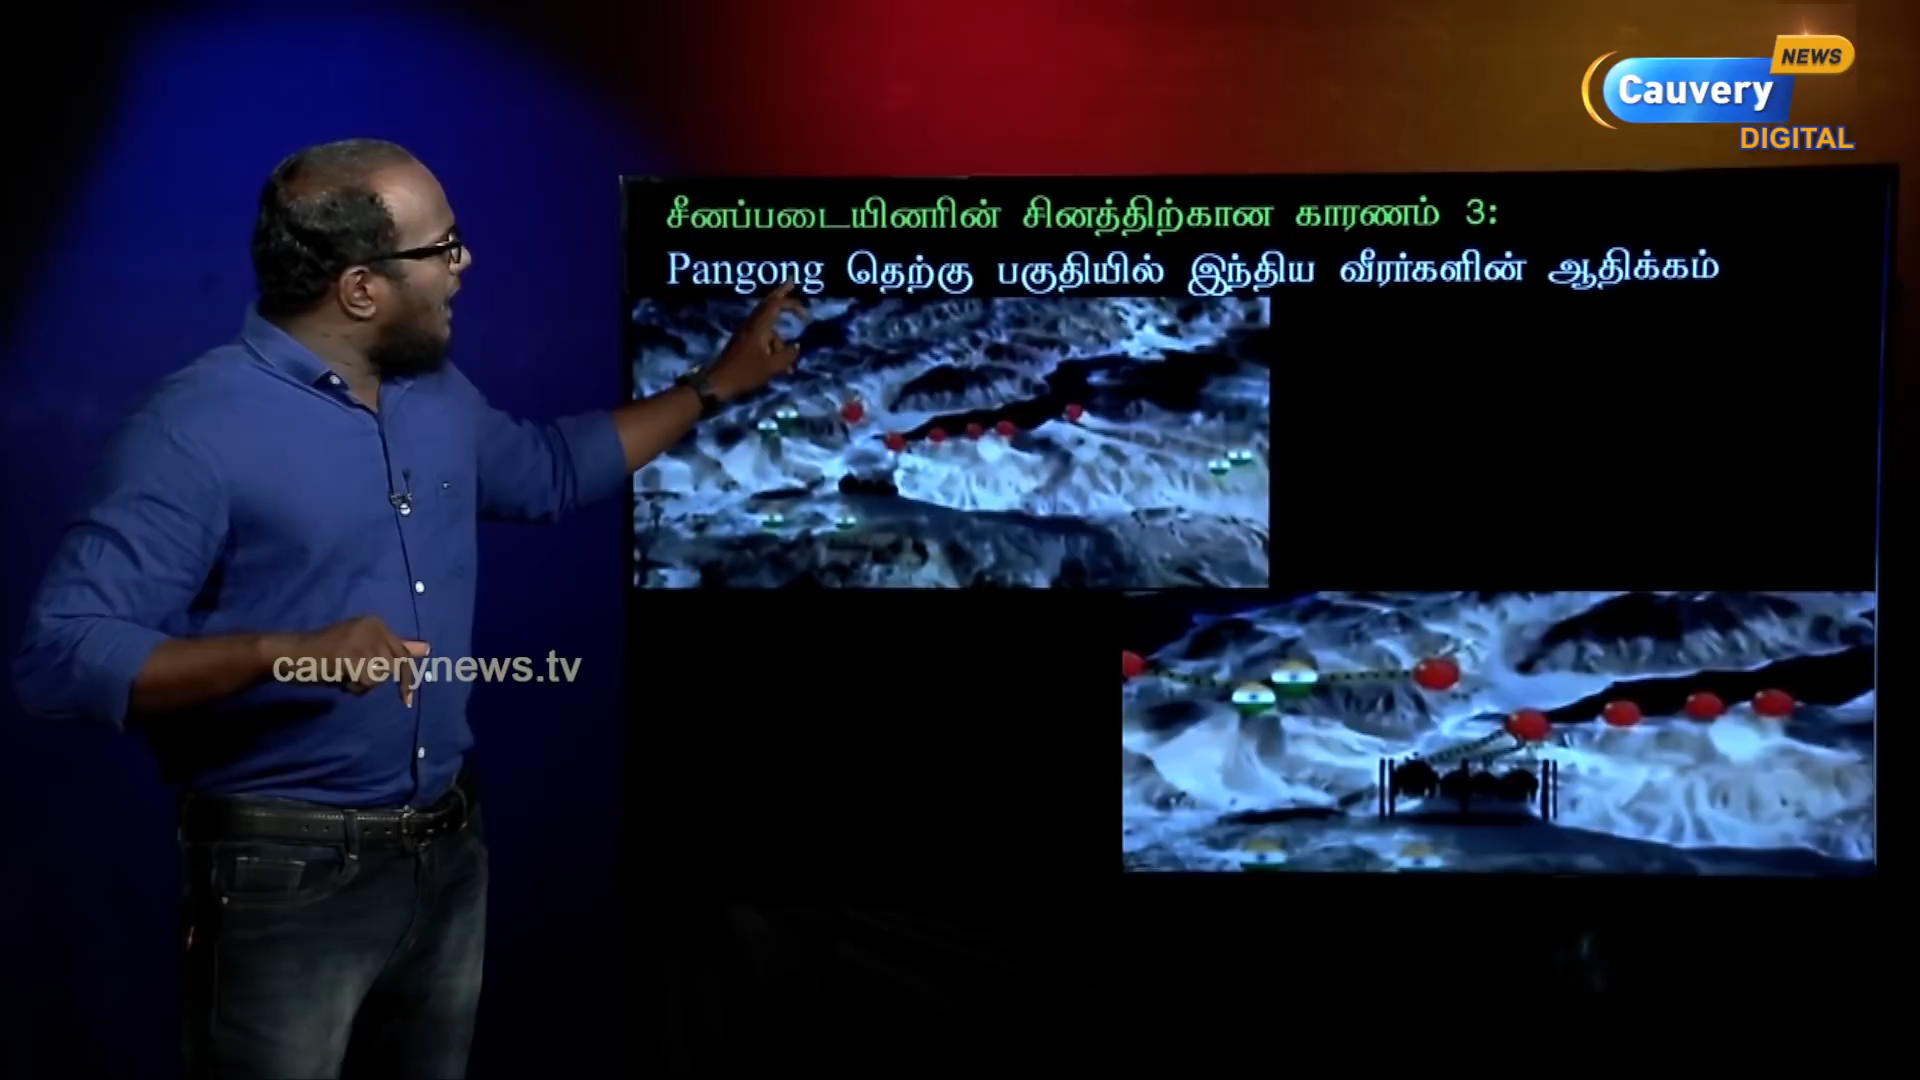 NEWS
Cauvery
DIGITAL
சீனப்படையினரின் சினத்திற்கான காரணம் 3:
Pangong தெற்கு பகுதியில் இந்திய வீரர்களின் ஆதிக்கம்
cauverynews.tv